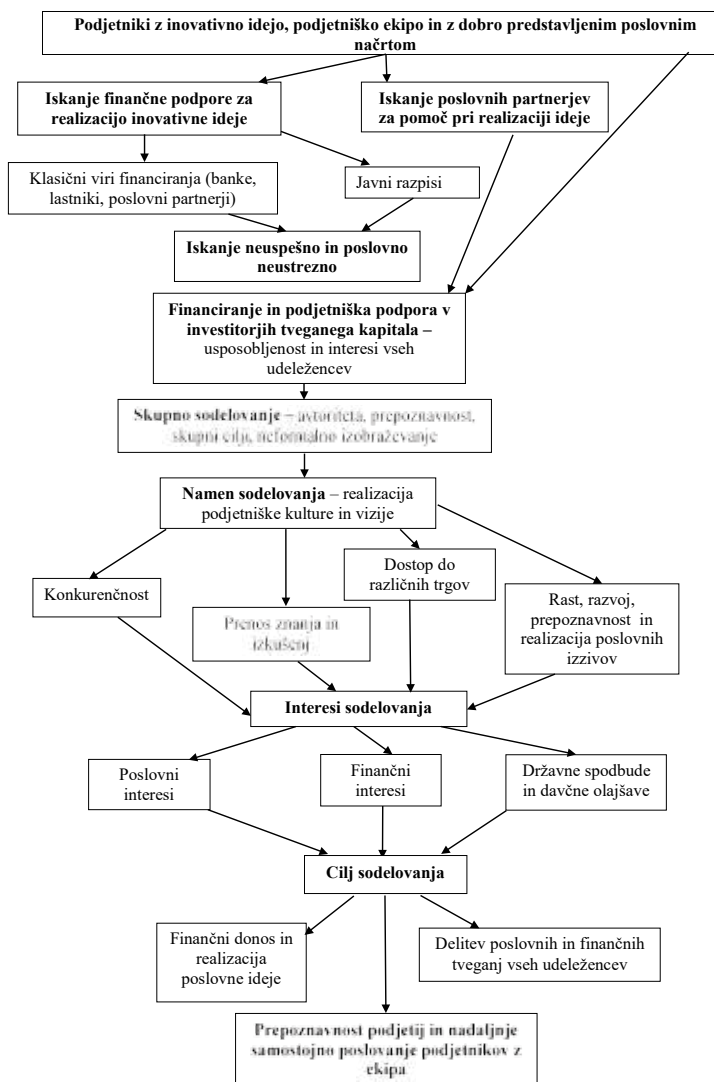 Podjetniki z inovativno idejo, podjetniško ekipo in z dobro predstavljenim poslovnim
načrtom
Iskanje finančne podpore za
realizacijo inovativne ideje
Iskanje poslovnih partnerjev
za pomoč pri realizaciji ideje
Klasični viri financiranja (banke,
lastniki, poslovni partnerji)
Javni razpisi
Iskanje neuspešno in poslovno
neustrezno
Financiranje in podjetniška podpora v
investitorjih tveganega kapitala –
usposobljenost in interesi vseh
udeležencev
Skupno sodelovanje – avtoriteta, prepoznavnost,
skupni cilji, neformalno izobraževanje
Namen sodelovanja – realizacija
podjetniške kulture in vizije
Konkurenčnost
Prenos znanja in
izkušenj
Dostop do
različnih trgov
Rast, razvoj,
prepoznavnost in
realizacija poslovnih
izzivov
Interesi sodelovanja
Poslovni
interesi
Finančni
interesi
Državne spodbude
in davčne olajšave
Cilj sodelovanja
Finančni donos in
realizacija
poslovne ideje
Delitev poslovnih in finančnih
tveganj vseh udeležencev
Prepoznavnost podjetij in nadaljnje
samostojno poslovanje podjetnikov z
ekipa